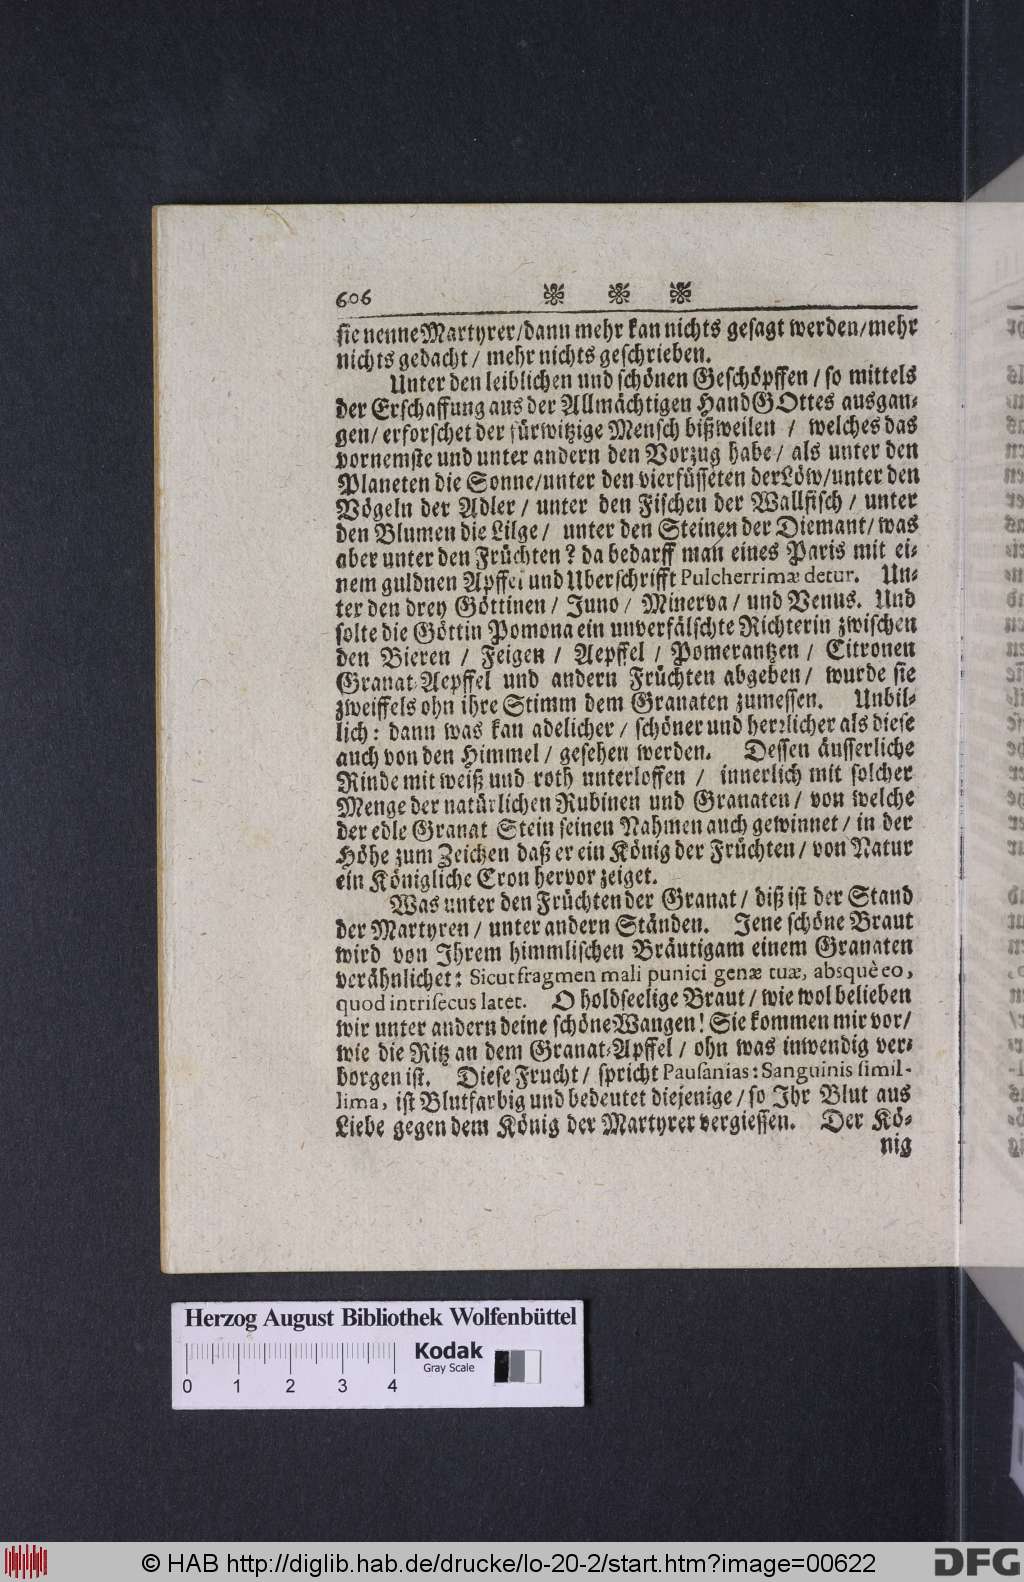 606
sie nenne Martyrer/dann mehr kan nichts gesagt werden/mehr
nichts gedacht / mehr nichts geschrieben.
Unter den leiblichen und schönen Geschöpffen / so mittels
der Erschaffung aus der Allmächtigen Hand GOttes ausgan-
gen/ erforschet der fürwitzige Mensch bißweilen / welches das
vornemste und unter andern den Vorzug habe/ als unter den
Planeten die Sonne/unter den vierfüsseten der Löw/unter den
Vögeln der Adler / unter den Fischen der Wallfisch / unter
den Blumen die Lilge / unter den Steinen der Diemant/ was
aber unter den Früchten? da bedarff man eines Paris mit ei-
nem guldnen Apffel und Uberschrifft Pulcherrimæ detur. Un-
ter den drey Göttinen / Juno / Minerva / und Venus. Und
solte die Göttin Pomona ein unverfälschte Richterin zwischen
den Bieren / Feigen / Aepffel / Pomerantzen / Citronen
Granat-Aepffel und andern Früchten abgeben / wurde sie
zweiffels ohn ihre Stimm dem Granaten zumessen. Unbil-
lich: dann was kan adelicher / schöner und herrlicher als diese
auch von den Himmel / gesehen werden. Dessen äusserliche
Rinde mit weiß und roth unterloffen / innerlich mit solcher
Menge der natürlichen Rubinen und Granaten / von welche
der edle Granat Stein seinen Nahmen auch gewinnet / in der
Höhe zum Zeichen daß er ein König der Früchten / von Natur
ein Königliche Cron hervor zeiget.
Was unter den Früchten der Granat / diß ist der Stand
der Martyren / unter andern Ständen. Jene schöne Braut
wird von Ihrem himmlischen Bräutigam einem Granaten
verähnlichet: Sicut fragmen mali punici genæ tuæ, absquè eo,
quod intrisecus latet. O holdseelige Braut / wie wol belieben
wir unter andern deine schöne Wangen! Sie kommen mir vor/
wie die Ritz an dem Granat-Apffel / ohn was inwendig ver-
borgen ist. Diese Frucht / spricht Pausanias: Sanguinis simil-
lima, ist Blutfarbig und bedeutet diejenige / so Ihr Blut aus
Liebe gegen dem König der Martyrer vergiessen. Der Kö-
nig
Herzog August Bibliothek Wolfenbüttel
Kodak
Gray Scale
0 1 2 3 4
© HAB http://diglib.hab.de/drucke/lo-20-2/start.htm?image=00622
DFG